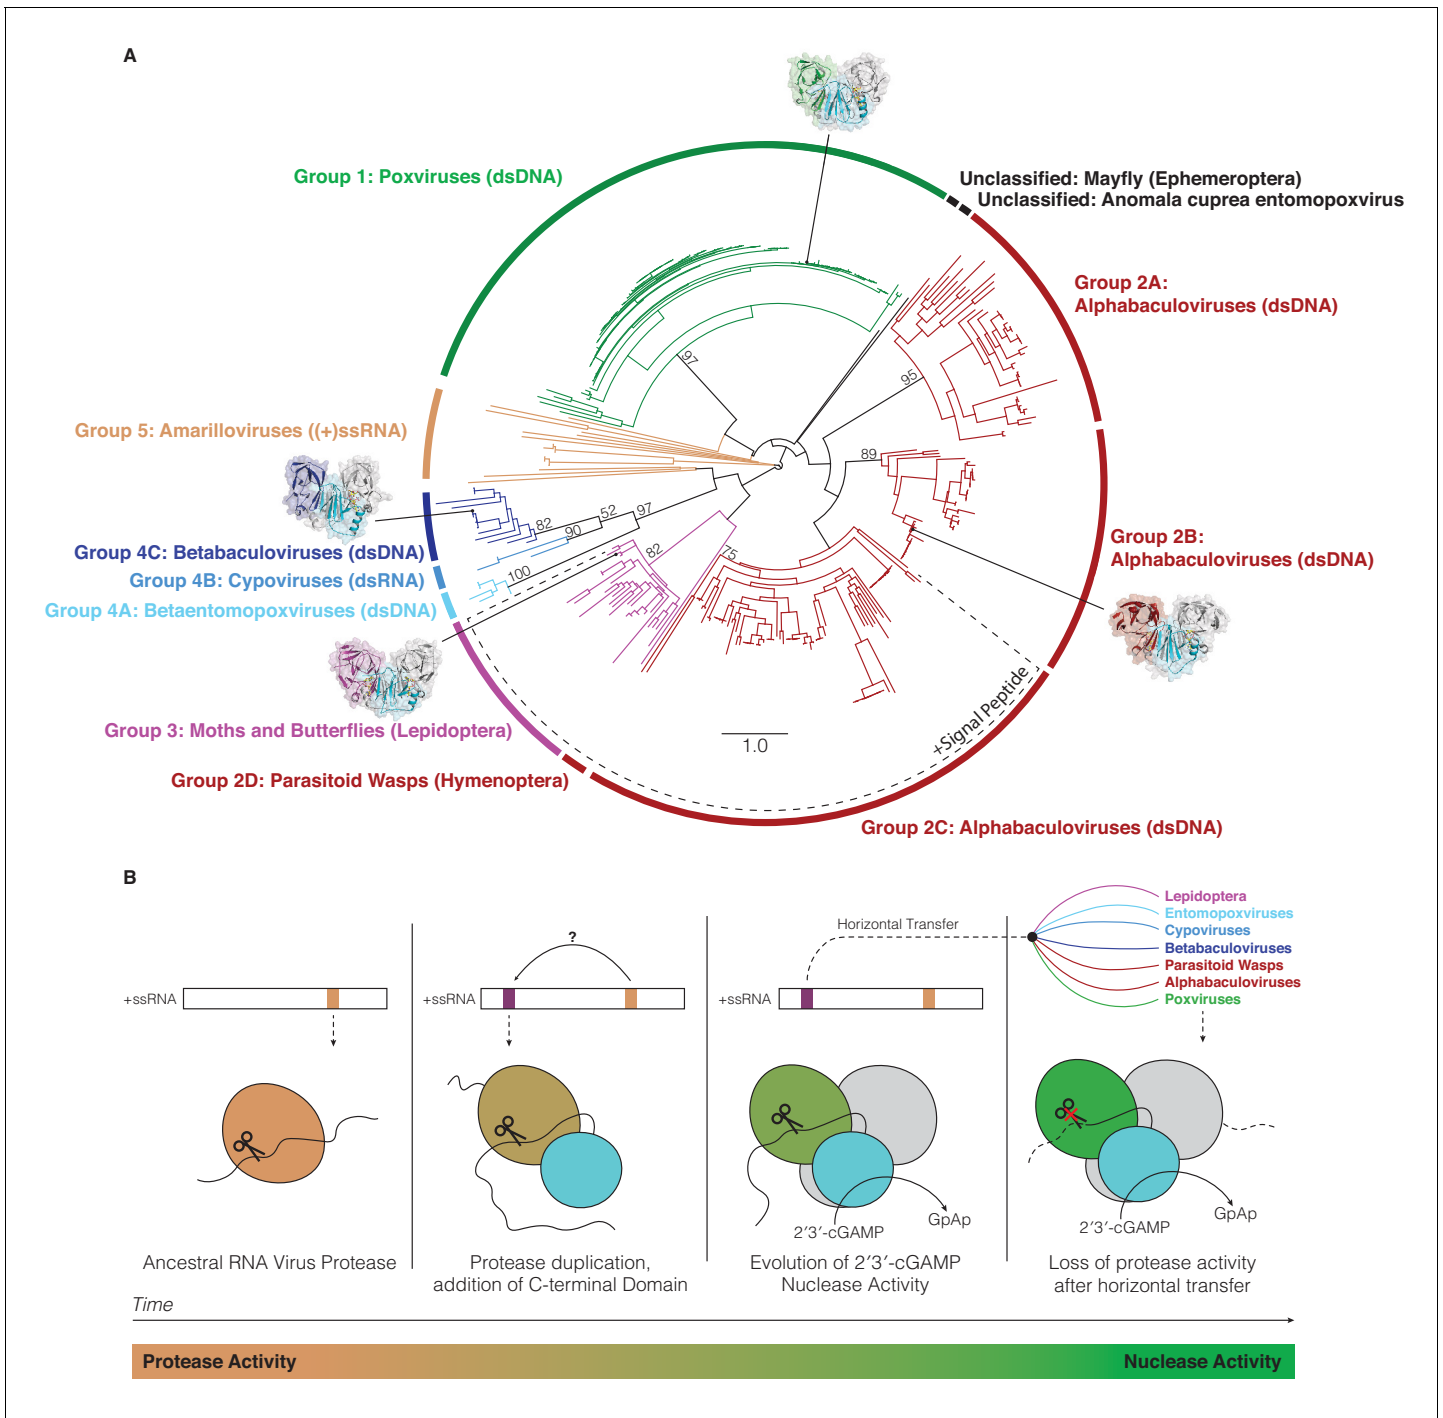 A
Group 1: Poxviruses (dsDNA)
Unclassified: Mayfly (Ephemeroptera)
Unclassified: Anomala cuprea entomopoxvirus
Group 2A:
Alphabaculoviruses (dsDNA)
97
95
Group 5: Amarilloviruses ((+)ssRNA)
89
97
52
82
90
Group 2B:
Alphabaculoviruses (dsDNA)
Group 4C: Betabaculoviruses (dsDNA)
82
75
100
Group 4B: Cypoviruses (dsRNA)
Group 4A: Betaentomopoxviruses (dsDNA)
+Signal Peptide
Group 3: Moths and Butterflies (Lepidoptera)
1.0
Group 2D: Parasitoid Wasps (Hymenoptera)
Group 2C: Alphabaculoviruses (dsDNA)
B
Lepidoptera
Entomopoxviruses
Cypoviruses
Betabaculoviruses
Parasitoid Wasps
Alphabaculoviruses
Poxviruses
Horizontal Transfer
?
+ssRNA
+ssRNA
+ssRNA
2′3′-cGAMP
GpAp
2′3′-cGAMP
GpAp
Ancestral RNA Virus Protease
Protease duplication,
addition of C-terminal Domain
Evolution of 2′3′-cGAMP
Nuclease Activity
Loss of protease activity
after horizontal transfer
Time
Protease Activity
Nuclease Activity